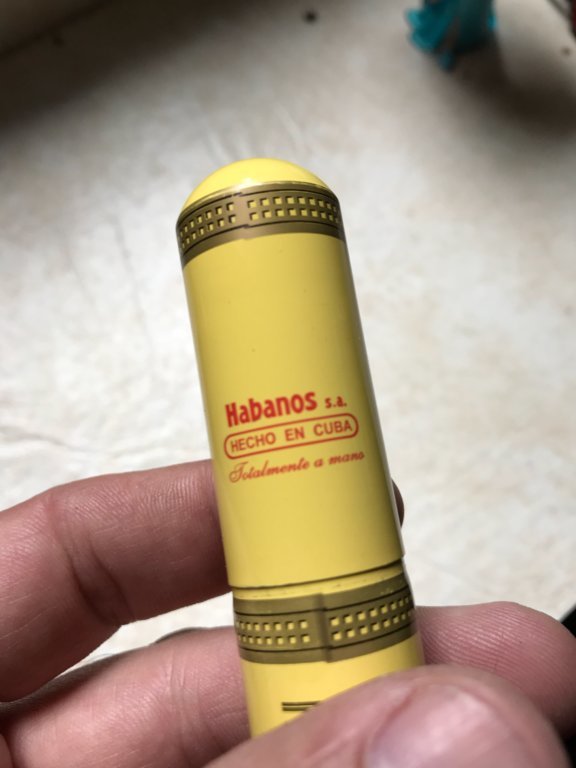 Habanos s.a.
HECHO EN CUBA
Totalmente a mano